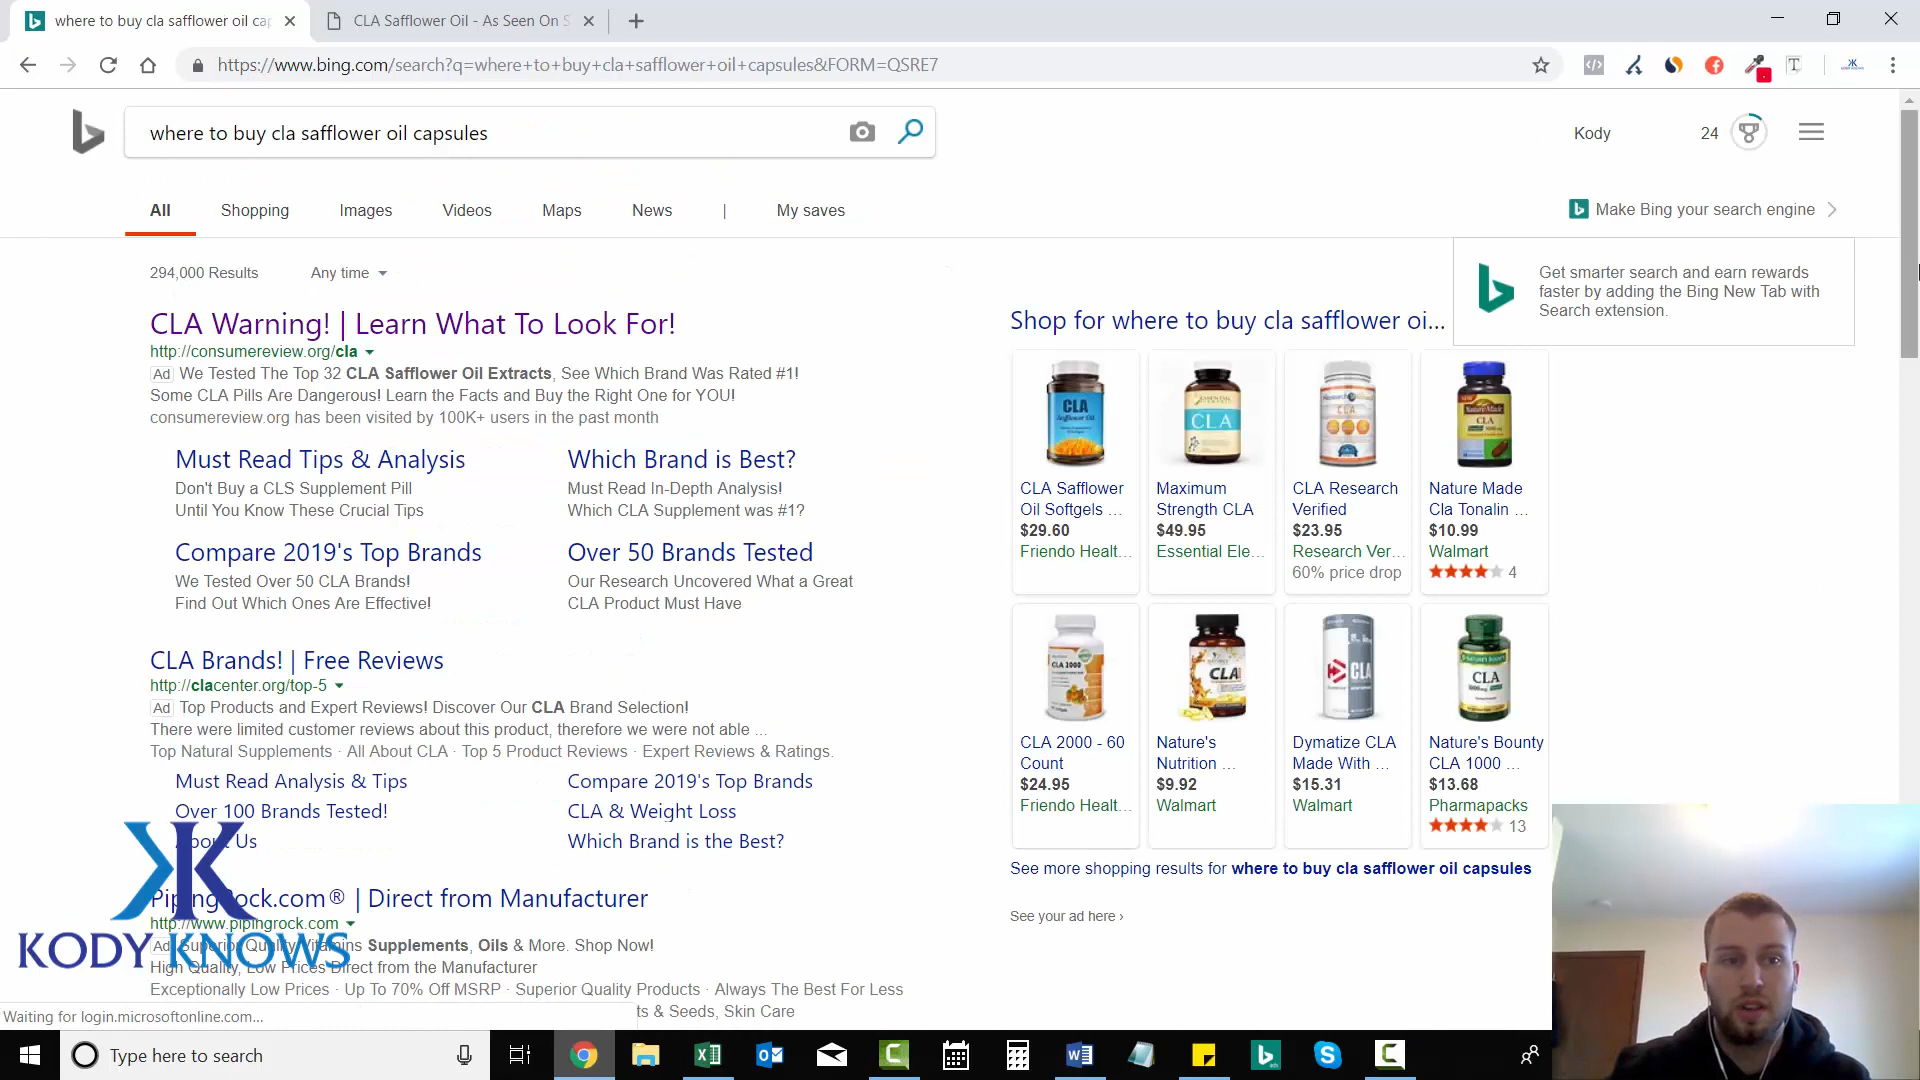 where to buy cla safflower oil cap
CLA Safflower Oil - As Seen On S
https://www.bing.com/search?q=where+to+buy+cla+safflower+oil+capsules&FORM=QSRE7
where to buy cla safflower oil capsules
Kody
24
All
Shopping
Images
Videos
Maps
News
|
My saves
Make Bing your search engine
Get smarter search and earn rewards
faster by adding the Bing New Tab with
Search extension.
294,000 Results
Any time
CLA Warning! | Learn What To Look For!
http://consumereview.org/cla
Ad We Tested The Top 32 CLA Safflower Oil Extracts, See Which Brand Was Rated #1!
Some CLA Pills Are Dangerous! Learn the Facts and Buy the Right One for YOU!
consumereview.org has been visited by 100K+ users in the past month
Must Read Tips & Analysis
Don't Buy a CLS Supplement Pill
Until You Know These Crucial Tips
Which Brand is Best?
Must Read In-Depth Analysis!
Which CLA Supplement was #1?
Compare 2019's Top Brands
We Tested Over 50 CLA Brands!
Find Out Which Ones Are Effective!
Over 50 Brands Tested
Our Research Uncovered What a Great
CLA Product Must Have
CLA Brands! | Free Reviews
http://clacenter.org/top-5
Ad Top Products and Expert Reviews! Discover Our CLA Brand Selection!
There were limited customer reviews about this product, therefore we were not able ...
Top Natural Supplements · All About CLA · Top 5 Product Reviews · Expert Reviews & Ratings.
Must Read Analysis & Tips
Compare 2019's Top Brands
Over 100 Brands Tested!
CLA & Weight Loss
About Us
Which Brand is the Best?
PipingRock.com® | Direct from Manufacturer
http://www.pipingrock.com
Ad Superior Quality Vitamins Supplements, Oils & More. Shop Now!
High Quality, Low Prices Direct from the Manufacturer
Exceptionally Low Prices · Up To 70% Off MSRP · Superior Quality Products · Always The Best For Less
ts & Seeds, Skin Care
KODY KNOWS
Waiting for login.microsoftonline.com...
Shop for where to buy cla safflower oi...
CLA
Safflower Oil
CLA
CLA
CLA
CLA Safflower
Oil Softgels ...
$29.60
Friendo Healt...
Maximum
Strength CLA
$49.95
Essential Ele...
CLA Research
Verified
$23.95
Research Ver...
60% price drop
Nature Made
Cla Tonalin ...
$10.99
Walmart
4
CLA 2000
CLA
CLA
CLA
CLA 2000 - 60
Count
$24.95
Friendo Healt...
Nature's
Nutrition ...
$9.92
Walmart
Dymatize CLA
Made With ...
$15.31
Walmart
Nature's Bounty
CLA 1000 ...
$13.68
Pharmapacks
13
See more shopping results for where to buy cla safflower oil capsules
See your ad here ›
Type here to search